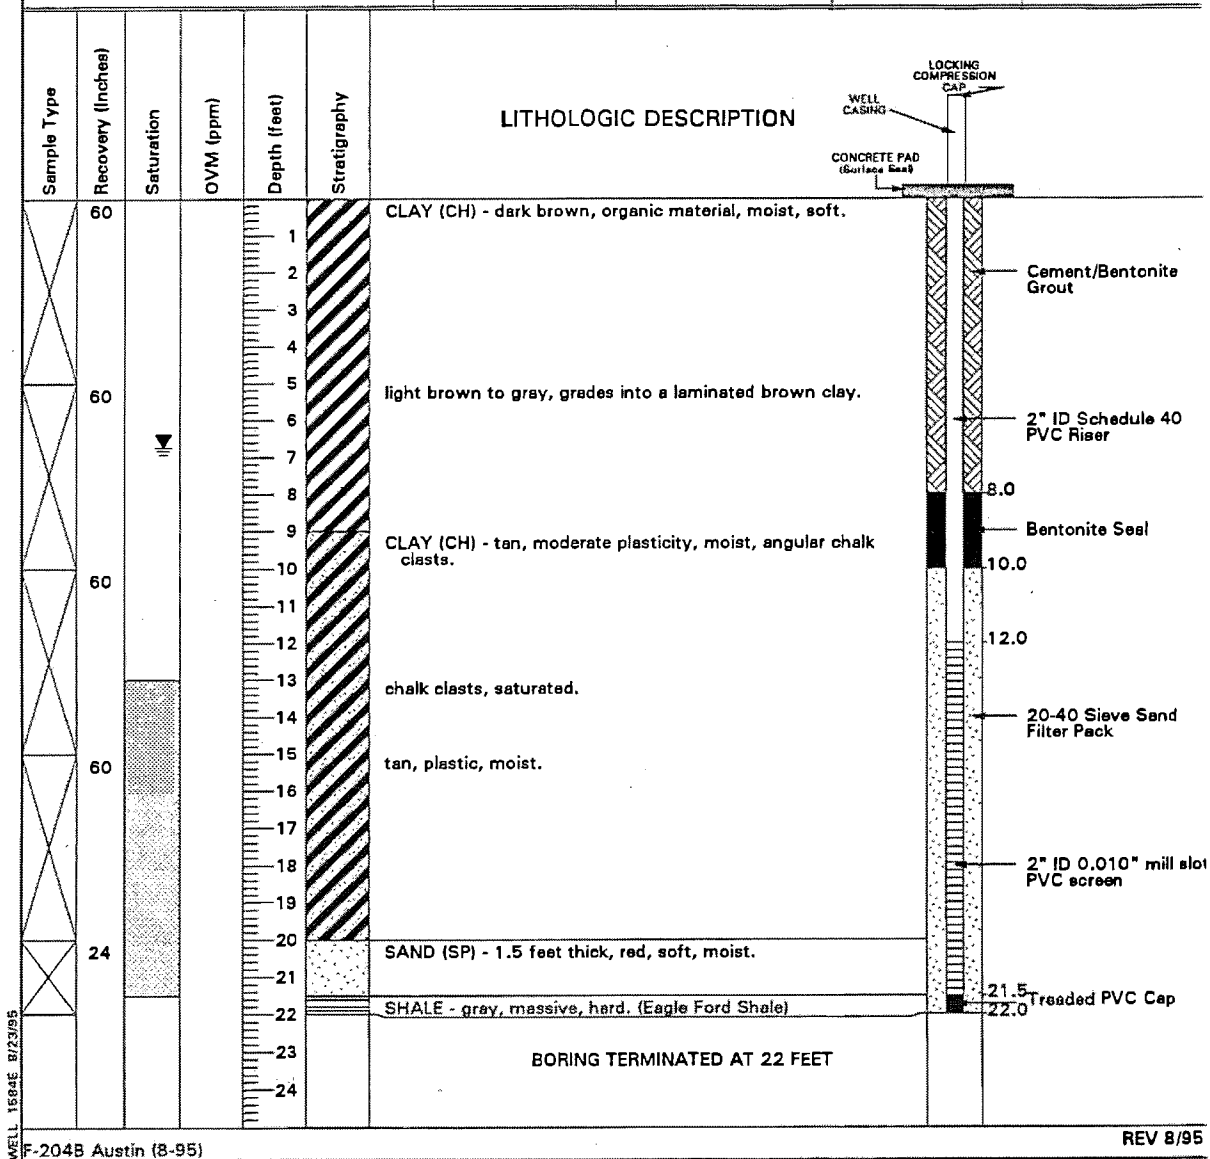 Sample Type
Recovery (Inches)
Saturation
OVM (ppm)
Depth (feet)
Stratigraphy
LITHOLOGIC DESCRIPTION
LOCKING
COMPRESSION
CAP
WELL
CASING
CONCRETE PAD
(Surface Seal)
60
CLAY (CH) - dark brown, organic material, moist, soft.
1
2
Cement/Bentonite
Grout
3
4
5
60
light brown to gray, grades into a laminated brown clay.
6
2" ID Schedule 40
PVC Riser
7
8
8.0
9
Bentonite Seal
CLAY (CH) - tan, moderate plasticity, moist, angular chalk
clasts.
10
10.0
60
11
12
12.0
13
chalk clasts, saturated.
14
20-40 Sieve Sand
Filter Pack
15
60
tan, plastic, moist.
16
17
18
2" ID 0.010" mill slot
PVC screen
19
20
24
SAND (SP) - 1.5 feet thick, red, soft, moist.
21
21.5
Treaded PVC Cap
22
SHALE - gray, massive, hard. (Eagle Ford Shale)
22.0
23
BORING TERMINATED AT 22 FEET
24
WELL 1584E 8/23/95
F-204B Austin (8-95)
REV 8/95